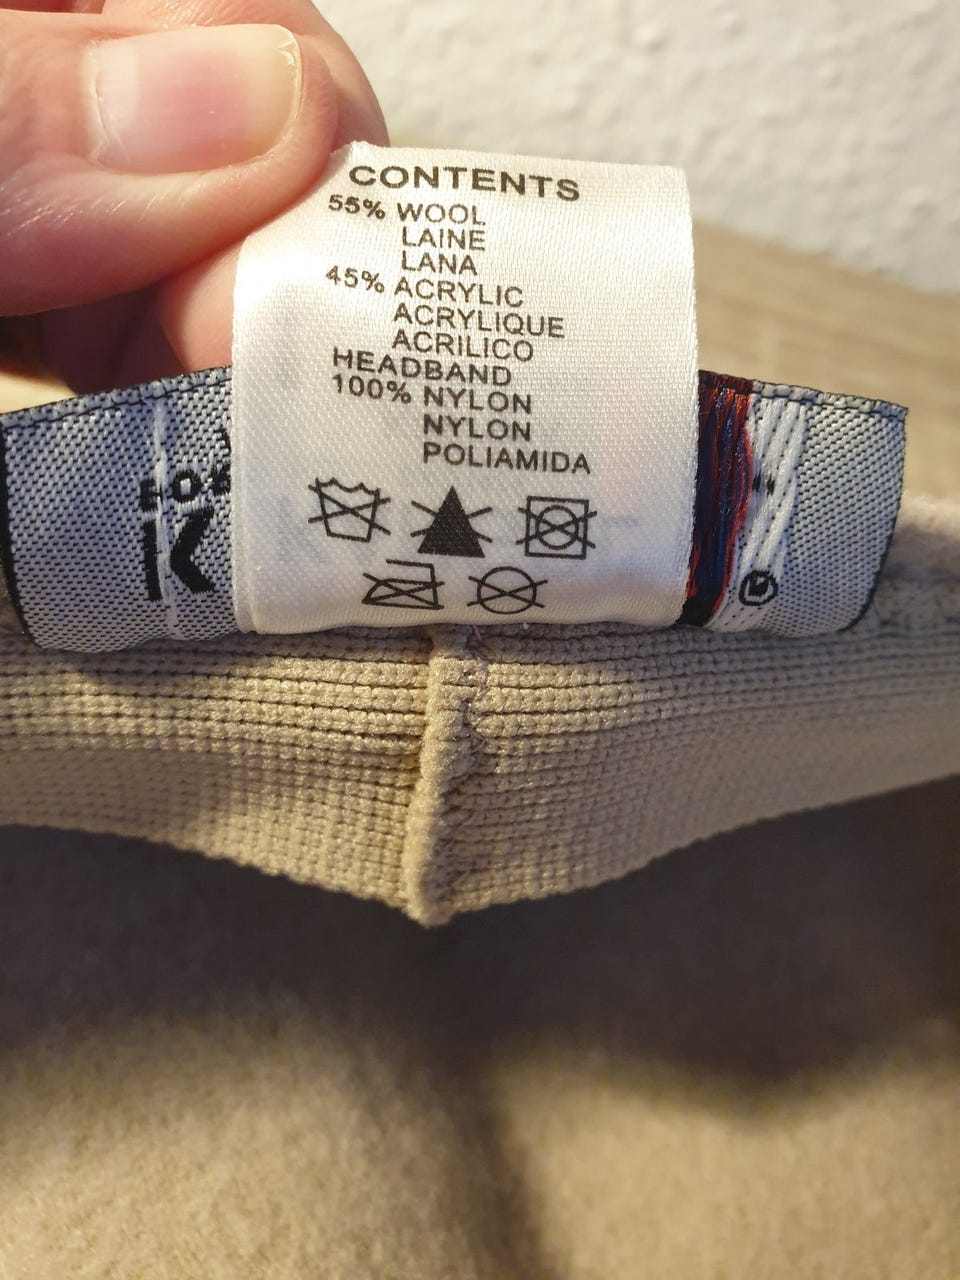 CONTENTS
55% WOOL
LAINE
LANA
45% ACRYLIC
ACRYLIQUE
ACRILICO
HEADBAND
100% NYLON
NYLON
POLIAMIDA